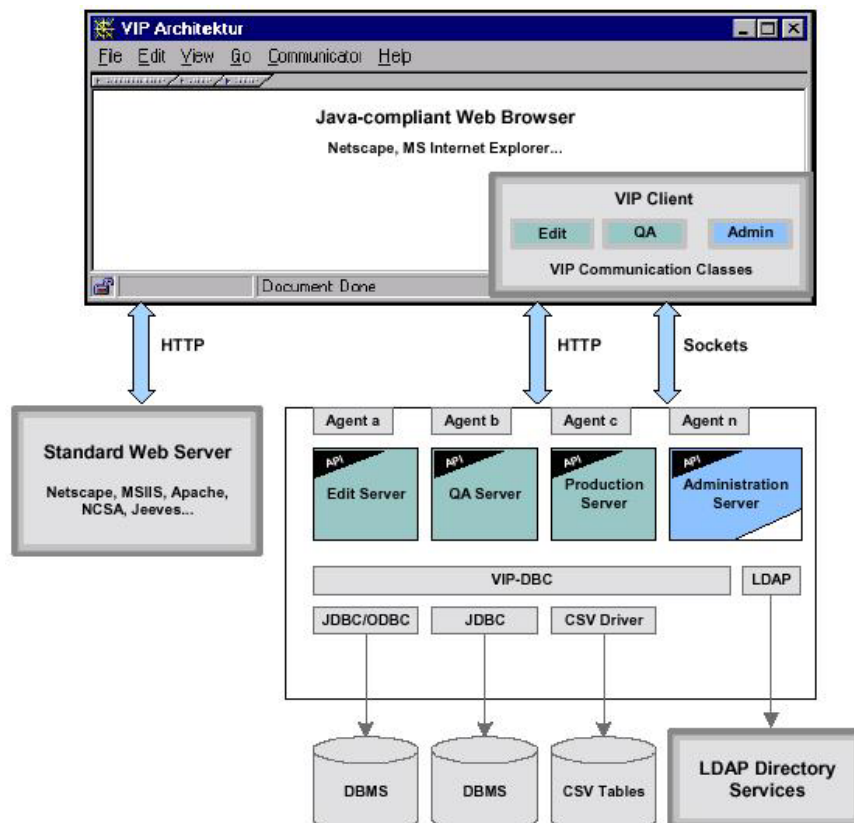 VIP Architektur
File Edit View Go Communicator Help
Java-compliant Web Browser
Netscape, MS Internet Explorer...
VIP Client
Edit QA Admin
VIP Communication Classes
Document Done
HTTP HTTP Sockets
Standard Web Server
Netscape, MSIIS, Apache,
NCSA, Jeeves...
Agent a Agent b Agent c Agent n
API API API API
Edit Server
QA Server
Production
Server
Administration
Server
VIP-DBC LDAP
JDBC/ODBC JDBC CSV Driver
DBMS DBMS CSV Tables
LDAP Directory
Services